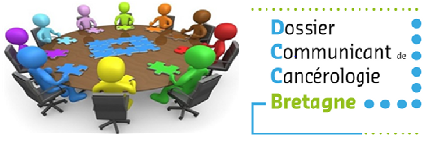 Dossier
Communicant de
Cancérologie
Bretagne